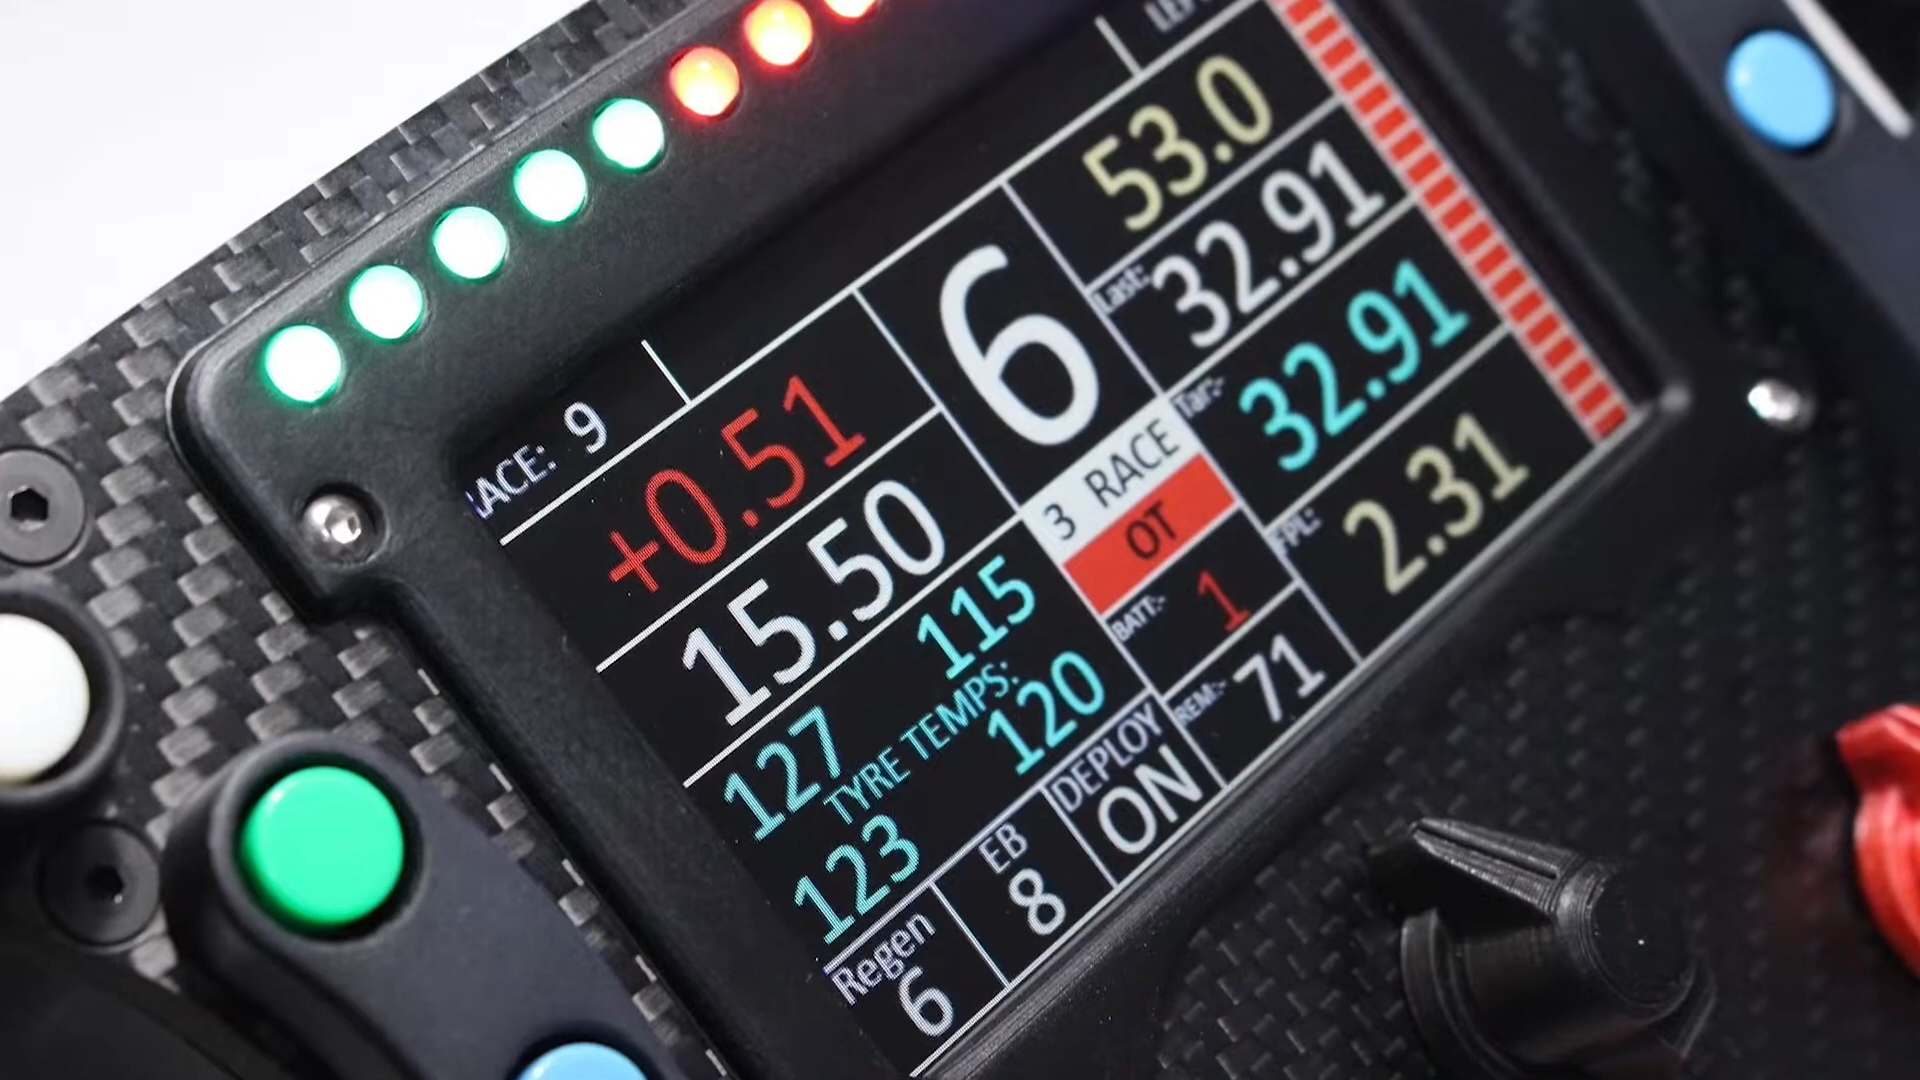 ACE: 9
+0.51
15.50
115
127
TYRE TEMPS:
120
123
Regen
6
EB
8
DEPLOY
ON
6
3 RACE
OT
BATT:- 1
REM:- 71
53.0
Last:- 32.91
Tar:- 32.91
FPL: 2.31